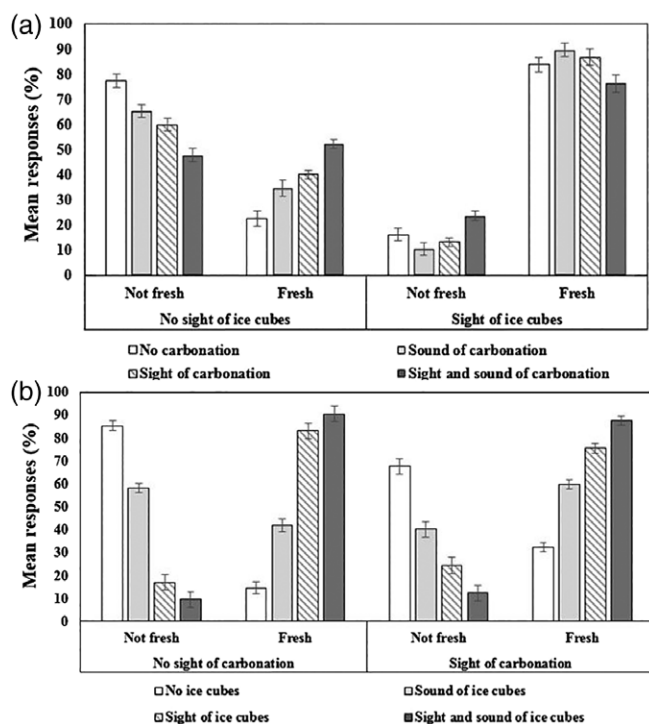 (a)
Mean responses (%)
100
90
80
70
60
50
40
30
20
10
0
Not fresh Fresh Not fresh Fresh
No sight of ice cubes Sight of ice cubes
No carbonation Sound of carbonation
Sight of carbonation Sight and sound of carbonation
(b)
Mean responses (%)
100
90
80
70
60
50
40
30
20
10
0
Not fresh Fresh Not fresh Fresh
No sight of carbonation Sight of carbonation
No ice cubes Sound of ice cubes
Sight of ice cubes Sight and sound of ice cubes